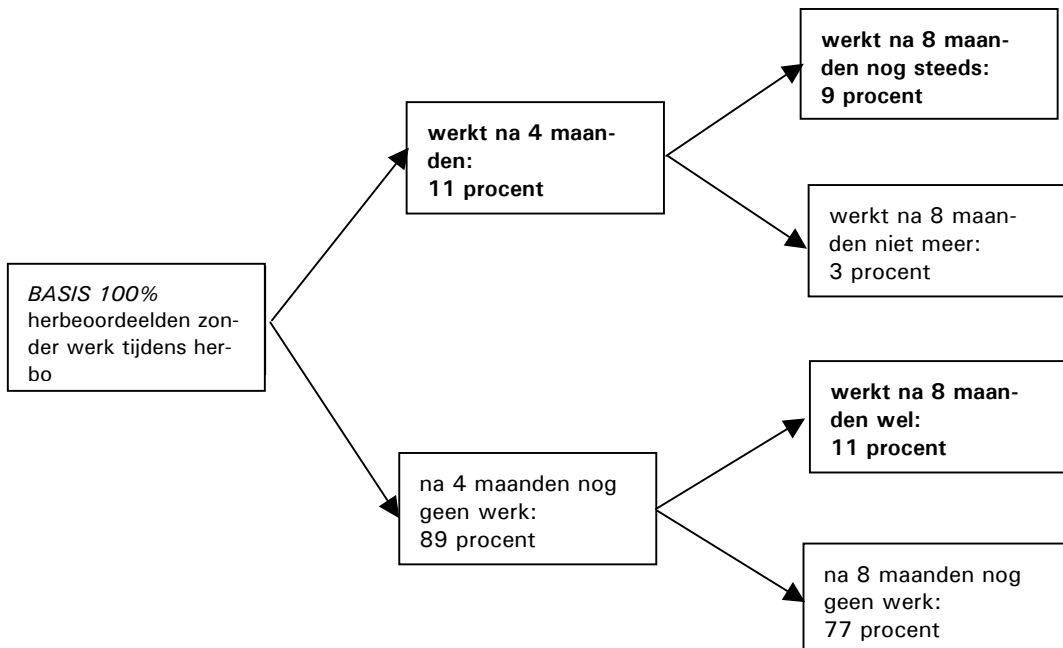 BASIS 100%
herbeoordeelden zon-
der werk tijdens her-
bo
werkt na 4 maan-
den:
11 procent
na 4 maanden nog
geen werk:
89 procent
werkt na 8 maan-
den nog steeds:
9 procent
werkt na 8 maan-
den niet meer:
3 procent
werkt na 8 maan-
den wel:
11 procent
na 8 maanden nog
geen werk:
77 procent